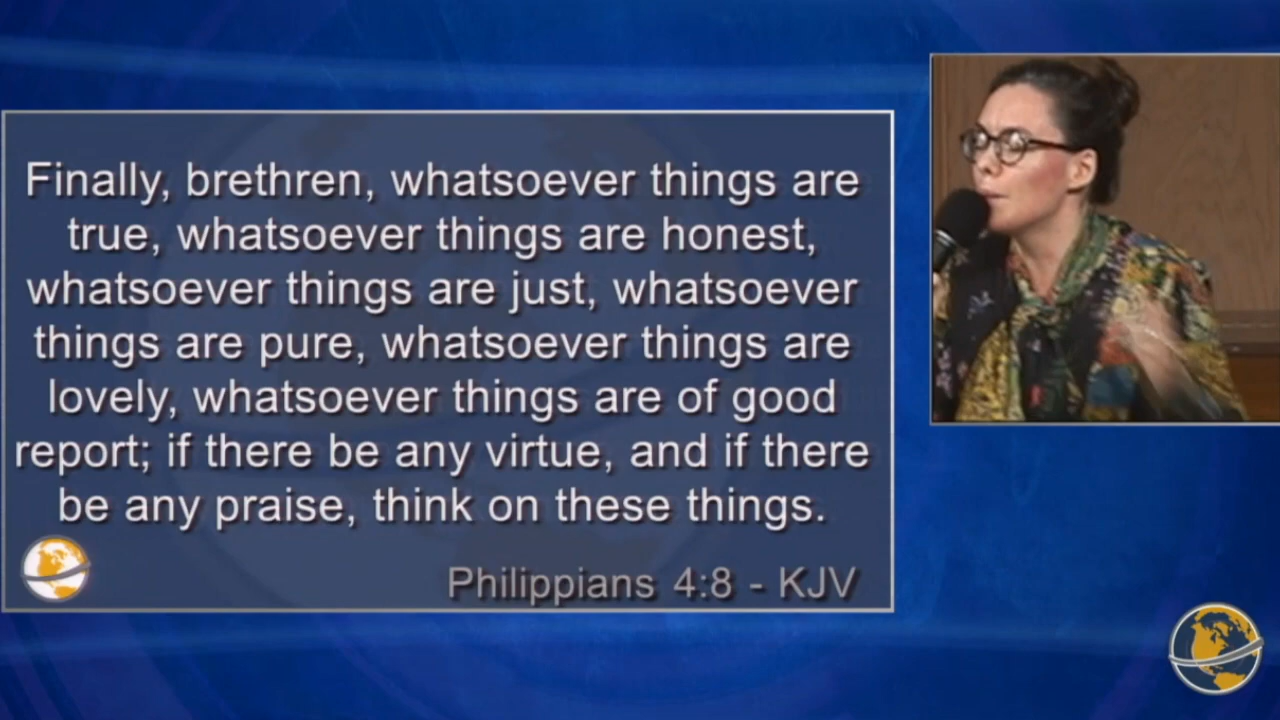 Finally, brethren, whatsoever things are
true, whatsoever things are honest,
whatsoever things are just, whatsoever
things are pure, whatsoever things are
lovely, whatsoever things are of good
report; if there be any virtue, and if there
be any praise, think on these things.
Philippians 4:8 - KJV